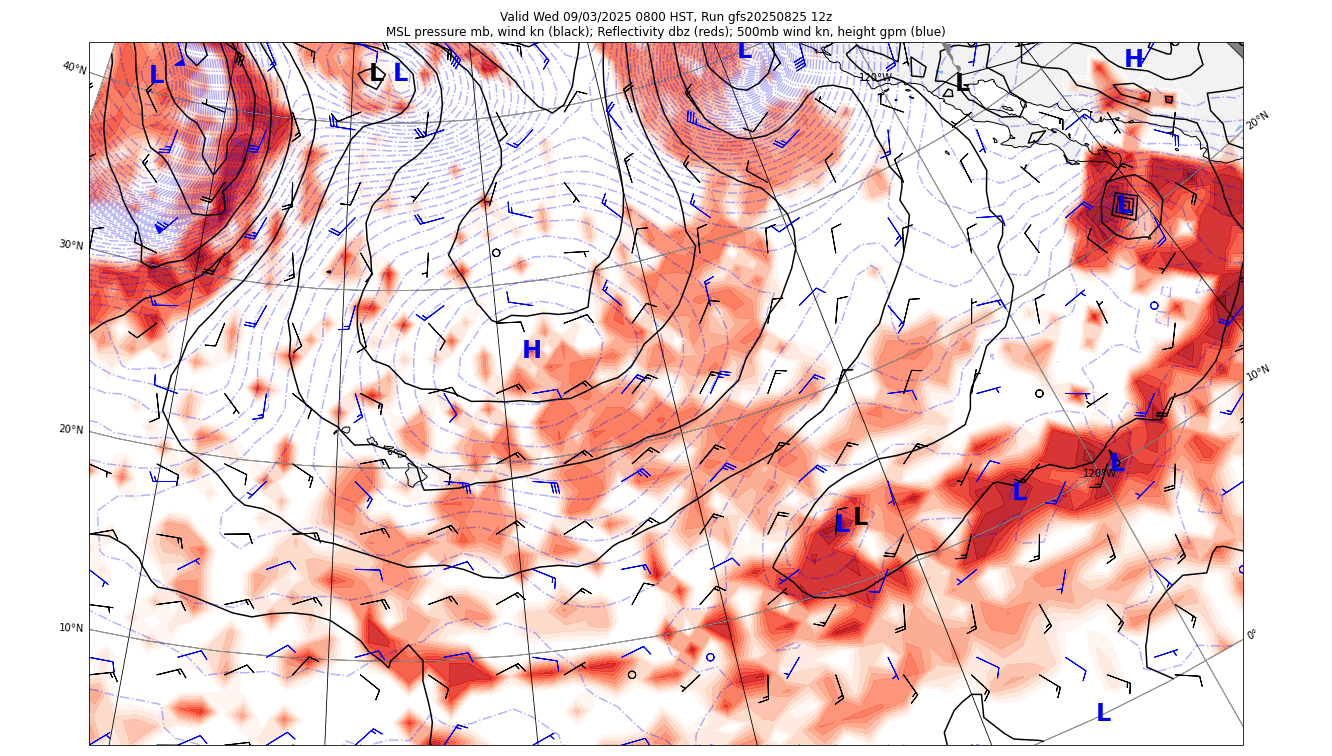 Valid Wed 09/03/2025 0800 HST, Run gfs20250825 12z
MSL pressure mb, wind kn (black); Reflectivity dbz (reds); 500mb wind kn, height gpm (blue)
L
H
40°N
L
L
L
120°W
L
20°N
L
30°N
H
10°N
20°N
L
120°W
L
L
L
10°N
0°
L